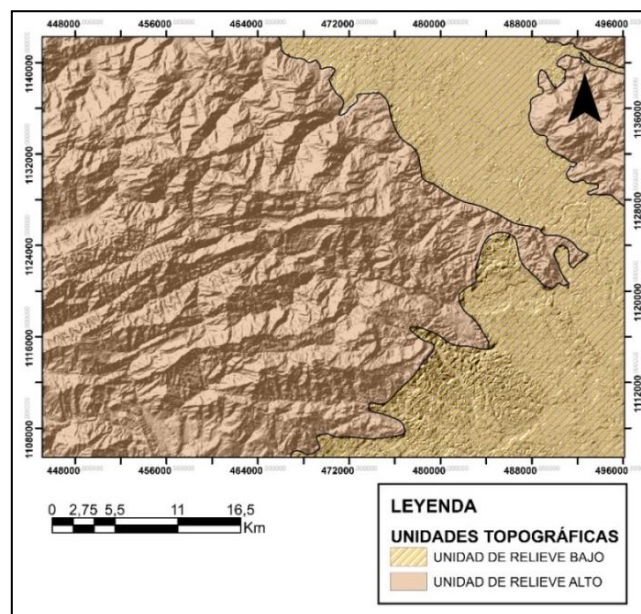 448000 456000 464000 472000 480000 488000 496000
1140000
1136000
1132000
1128000
1124000
1120000
1116000
1112000
1108000
448000 456000 464000 472000 480000 488000 496000
0 2,75 5,5 11 16,5
Km
LEYENDA
UNIDADES TOPOGRÁFICAS
UNIDAD DE RELIEVE BAJO
UNIDAD DE RELIEVE ALTO